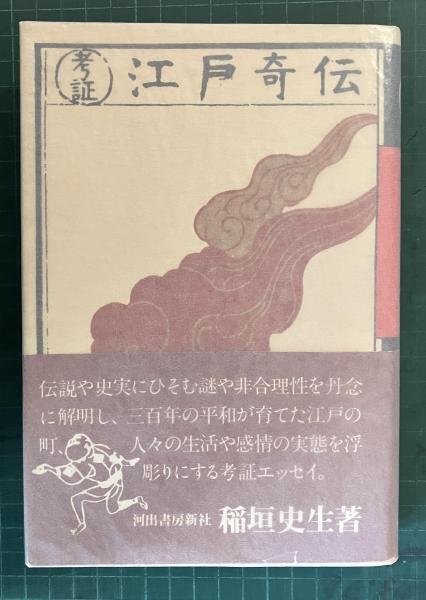 考証
江戸奇伝
伝説や史実にひそむ謎や非合理性を丹念
に解明し、三百年の平和が育てた江戸の
町、人々の生活や感情の実態を浮
彫りにする考証エッセイ。
河出書房新社 稲垣史生著